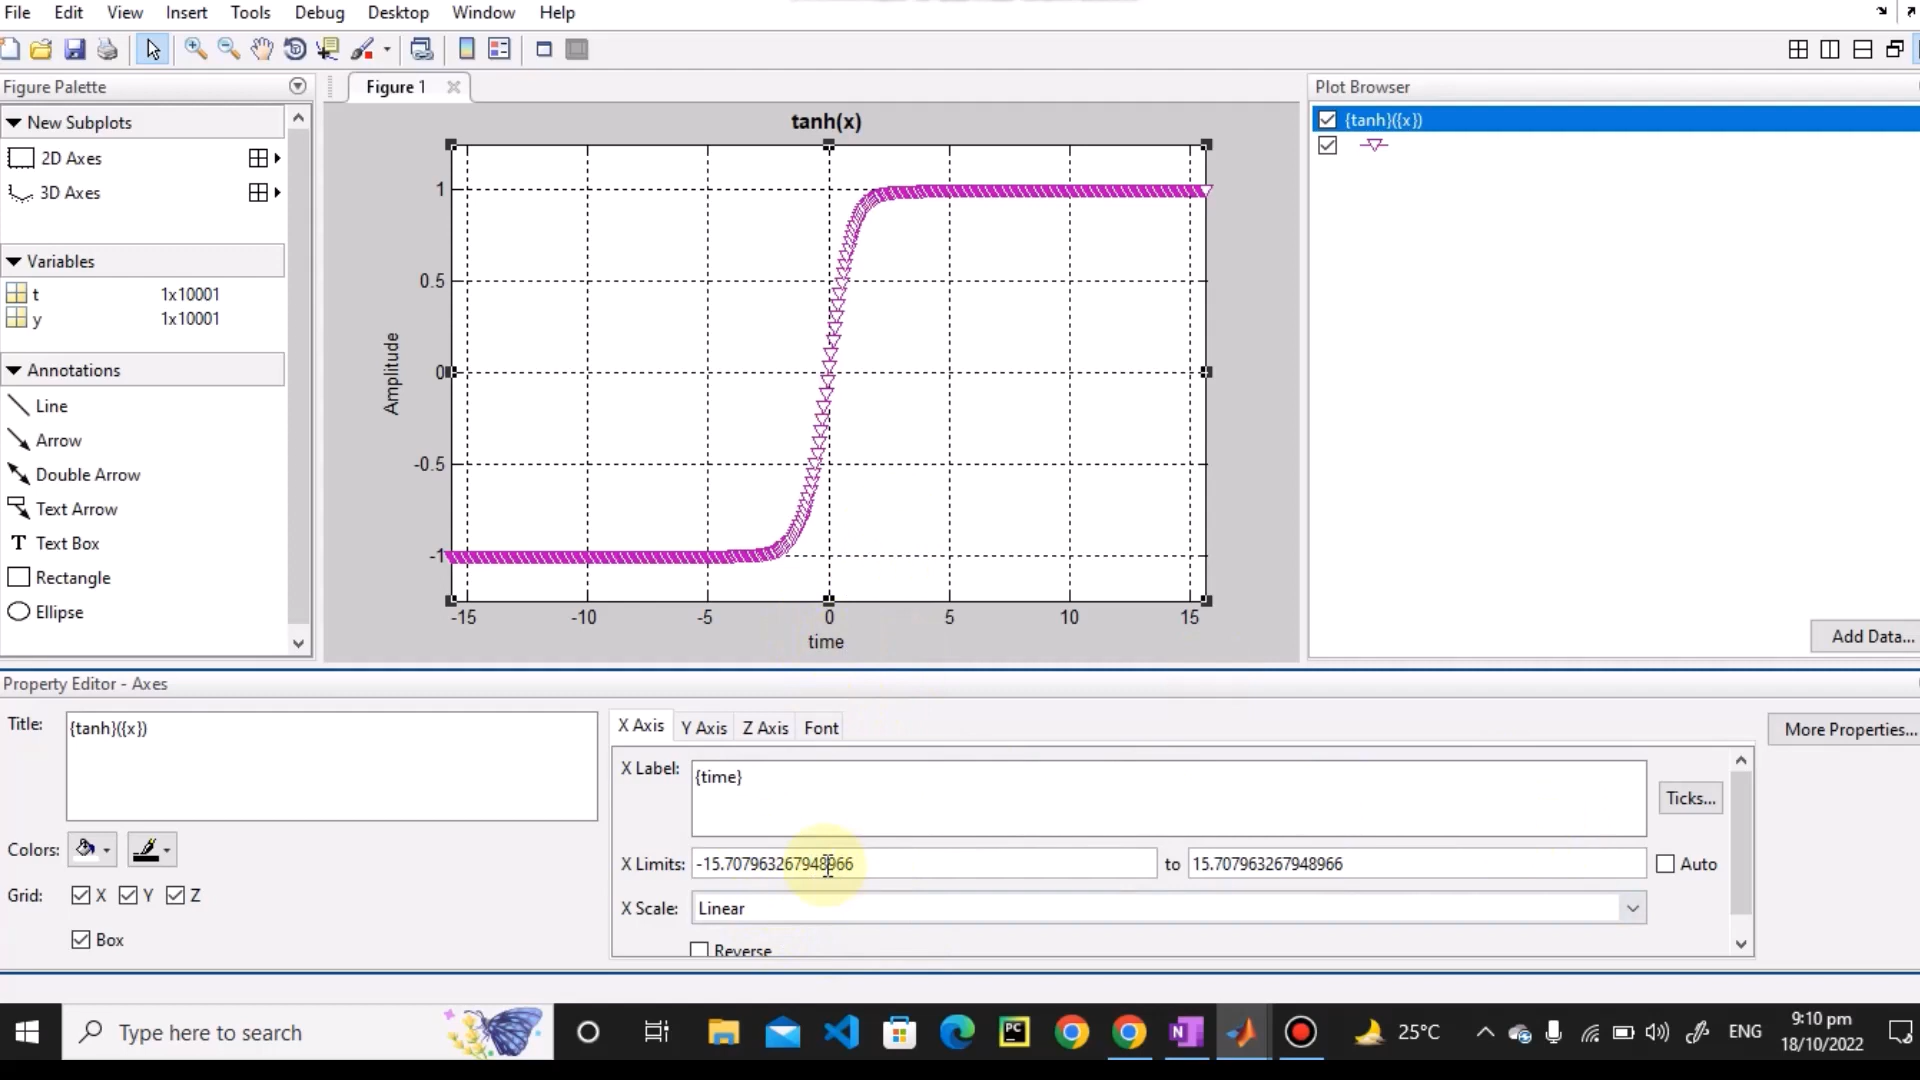 File Edit View Insert Tools Debug Desktop Window Help
Figure Palette
New Subplots
2D Axes
3D Axes
Variables
t 1x10001
y 1x10001
Annotations
Line
Arrow
Double Arrow
Text Arrow
T Text Box
Rectangle
Ellipse
Figure 1
tanh(x)
1
0.5
0
-0.5
-1
Amplitude
-15 -10 -5 0 5 10 15
time
Plot Browser
{tanh}({x})
Add Data...
Property Editor - Axes
Title: {tanh}({x})
Colors:
Grid: X Y Z
Box
X Axis Y Axis Z Axis Font
X Label: {time}
Ticks...
X Limits: -15.707963267948966 to 15.707963267948966 Auto
X Scale: Linear
Reverse
More Properties...
Type here to search
PC
N
25°C
ENG
9:10 pm
18/10/2022